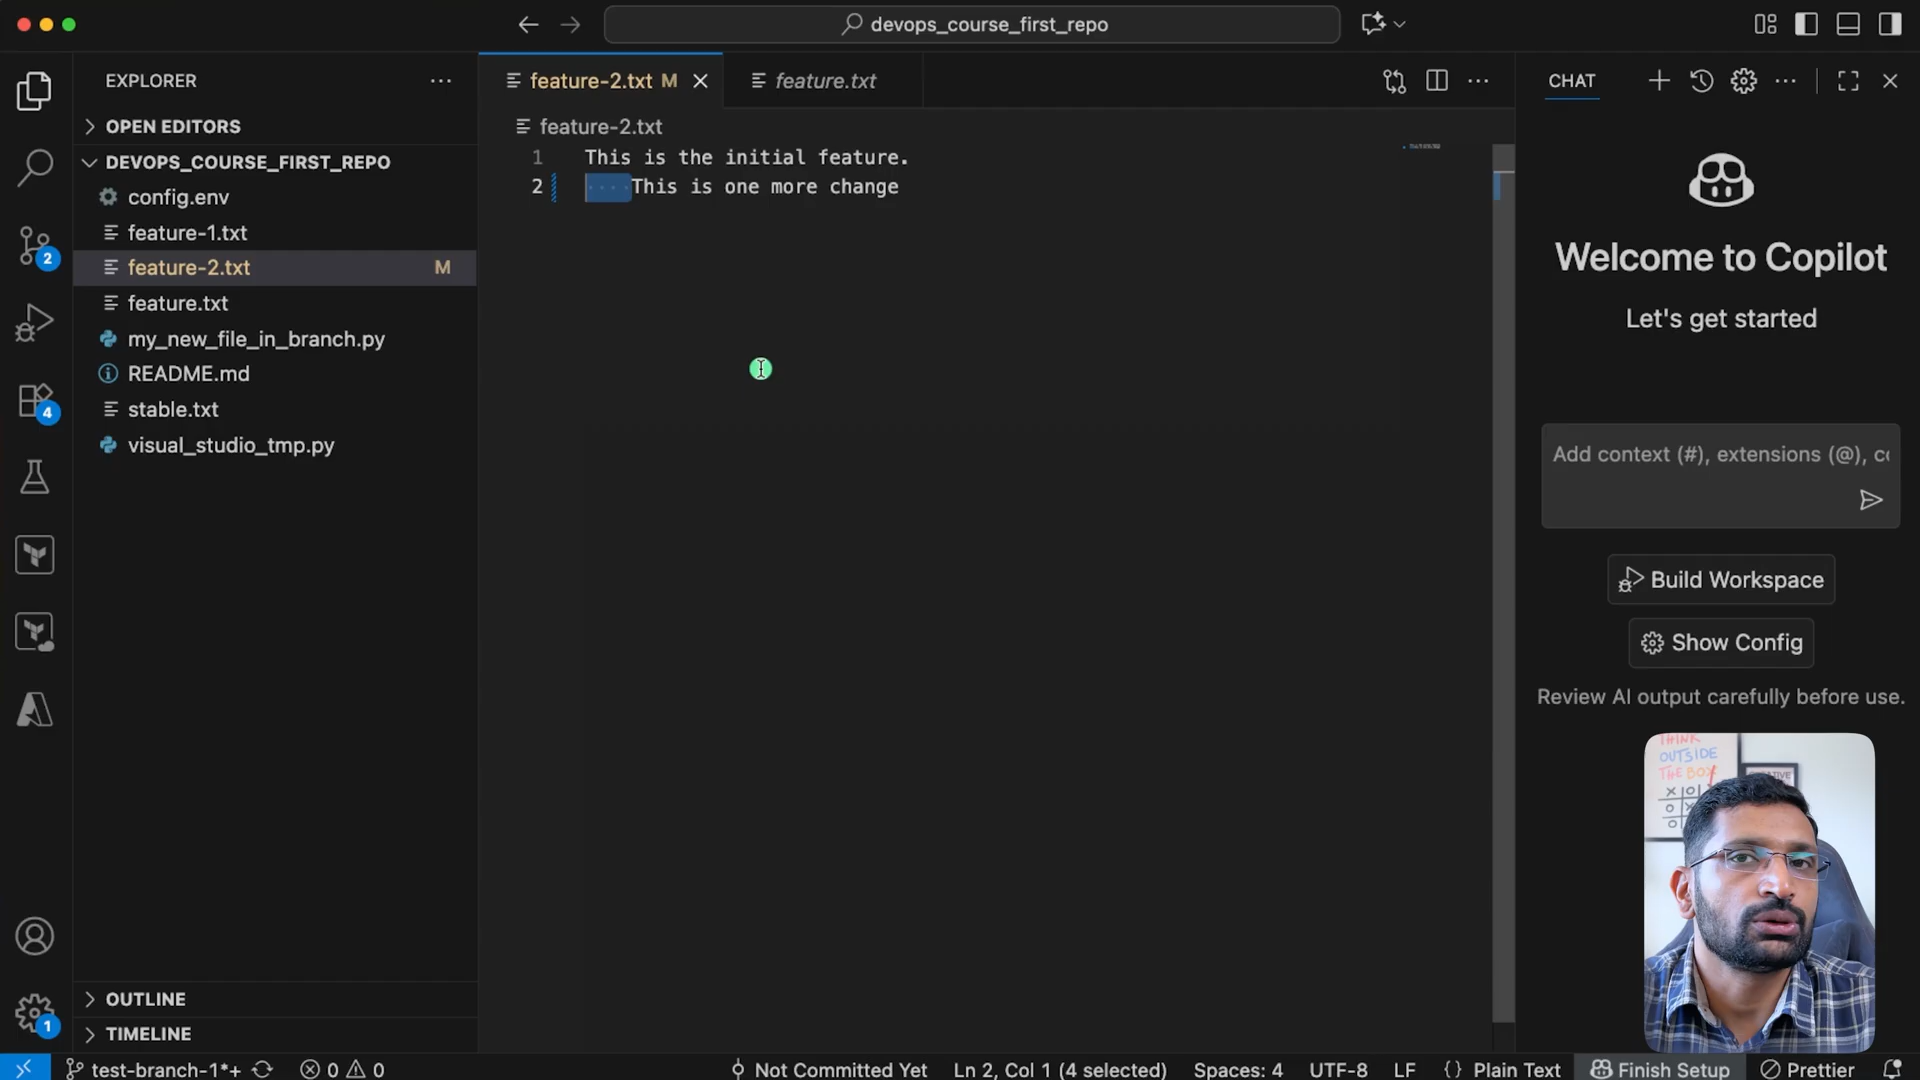 devops_course_first_repo
EXPLORER
OPEN EDITORS
DEVOPS_COURSE_FIRST_REPO
config.env
feature-1.txt
feature-2.txt M
feature.txt
my_new_file_in_branch.py
README.md
stable.txt
visual_studio_tmp.py
OUTLINE
TIMELINE
2
4
1
feature-2.txt M
feature.txt
feature-2.txt
1 This is the initial feature.
2 ····This is one more change
CHAT
Welcome to Copilot
Let's get started
Add context (#), extensions (@), co
Build Workspace
Show Config
Review AI output carefully before use.
THINK
OUTSIDE
THE BOX
test-branch-1*+ 0 0 Not Committed Yet Ln 2, Col 1 (4 selected) Spaces: 4 UTF-8 LF {} Plain Text Finish Setup Prettier